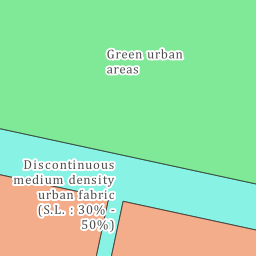 Green urban
areas
Discontinuous
medium density
urban fabric
(S.L. : 30% -
50%)